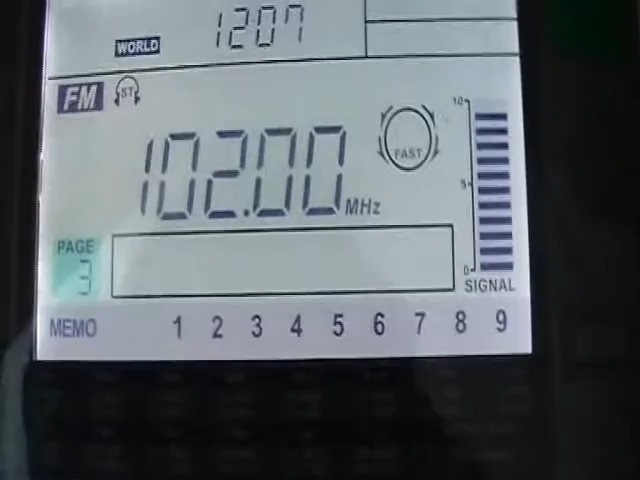 WORLD 1207
FM ST
102.00 MHz
FAST
10
5
0
SIGNAL
PAGE
3
MEMO 1 2 3 4 5 6 7 8 9